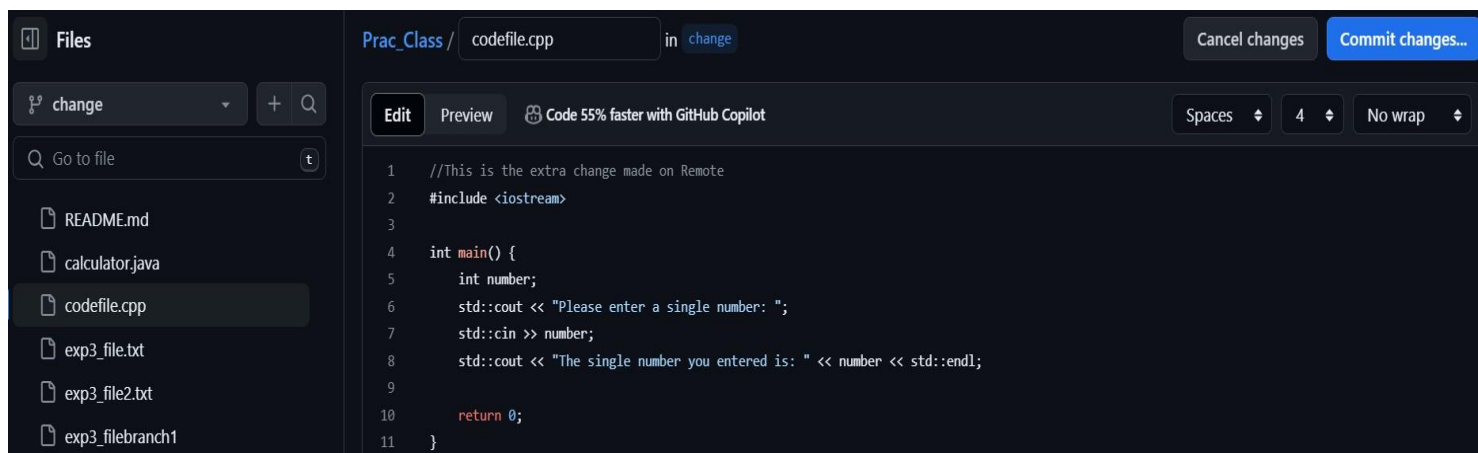 Files
change
Go to file
t
README.md
calculator.java
codefile.cpp
exp3_file.txt
exp3_file2.txt
exp3_filebranch1
Prac_Class / codefile.cpp in change
Cancel changes Commit changes...
Edit Preview Code 55% faster with GitHub Copilot
Spaces 4 No wrap
1 //This is the extra change made on Remote
2 #include <iostream>
3
4 int main() {
5     int number;
6     std::cout << "Please enter a single number: ";
7     std::cin >> number;
8     std::cout << "The single number you entered is: " << number << std::endl;
9
10     return 0;
11 }